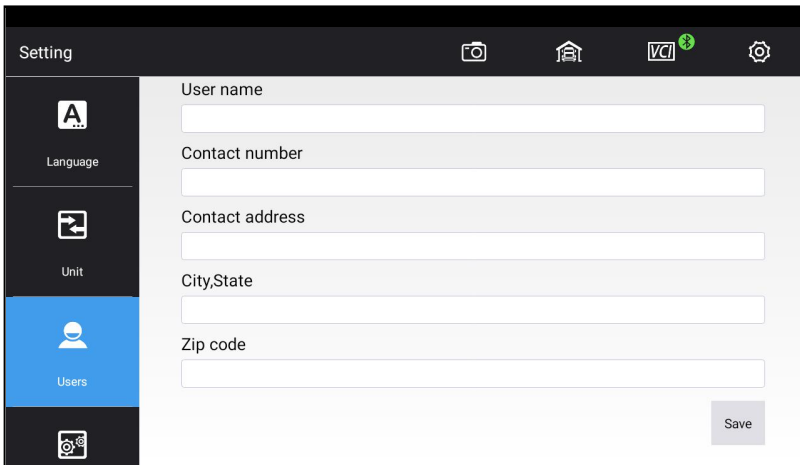 Setting
VCI
A...
Language
Unit
Users
User name
Contact number
Contact address
City,State
Zip code
Save